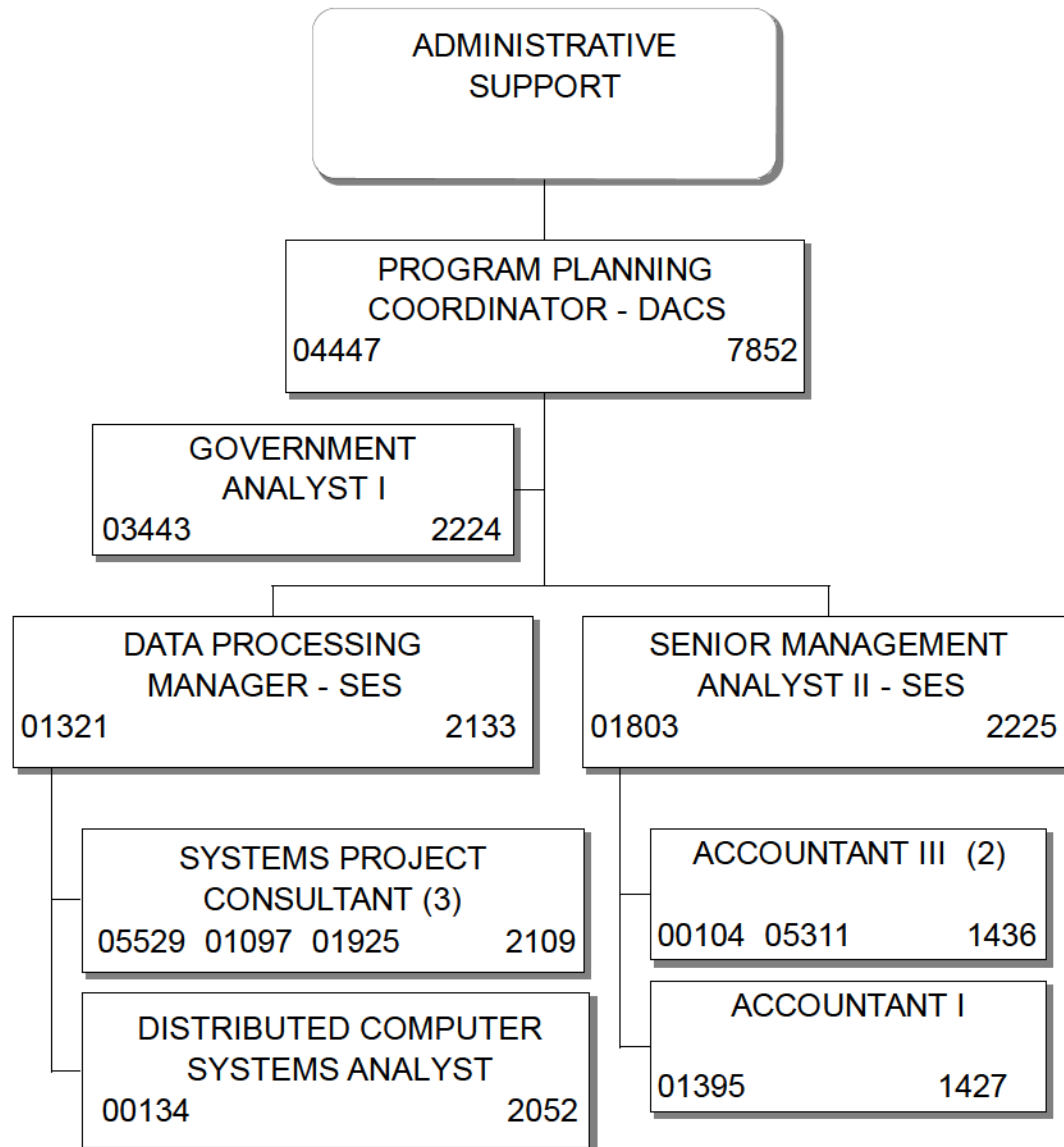 ADMINISTRATIVE
SUPPORT
PROGRAM PLANNING
COORDINATOR - DACS
04447 7852
GOVERNMENT
ANALYST I
03443 2224
DATA PROCESSING
MANAGER - SES
01321 2133
SENIOR MANAGEMENT
ANALYST II - SES
01803 2225
SYSTEMS PROJECT
CONSULTANT (3)
05529 01097 01925 2109
ACCOUNTANT III (2)
00104 05311 1436
DISTRIBUTED COMPUTER
SYSTEMS ANALYST
00134 2052
ACCOUNTANT I
01395 1427